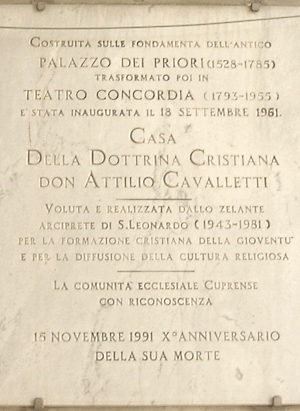 COSTRUITA SULLE FONDAMENTA DELL'ANTICO
PALAZZO DEI PRIORI (1528-1785)
TRASFORMATO POI IN
TEATRO CONCORDIA (1793-1955)
E STATA INAUGURATA IL 18 SETTEMBRE 1961.
CASA
DELLA DOTTRINA CRISTIANA
DON ATTILIO CAVALLETTI
VOLUTA E REALIZZATA DALLO ZELANTE
ARCIPRETE DI S.LEONARDO (1943-1981)
PER LA FORMAZIONE CRISTIANA DELLA GIOVENTU'
E PER LA DIFFUSIONE DELLA CULTURA RELIGIOSA
LA COMUNITA ECCLESIALE CUPRENSE
CON RICONOSCENZA
15 NOVEMBRE 1991 X° ANNIVERSARIO
DELLA SUA MORTE